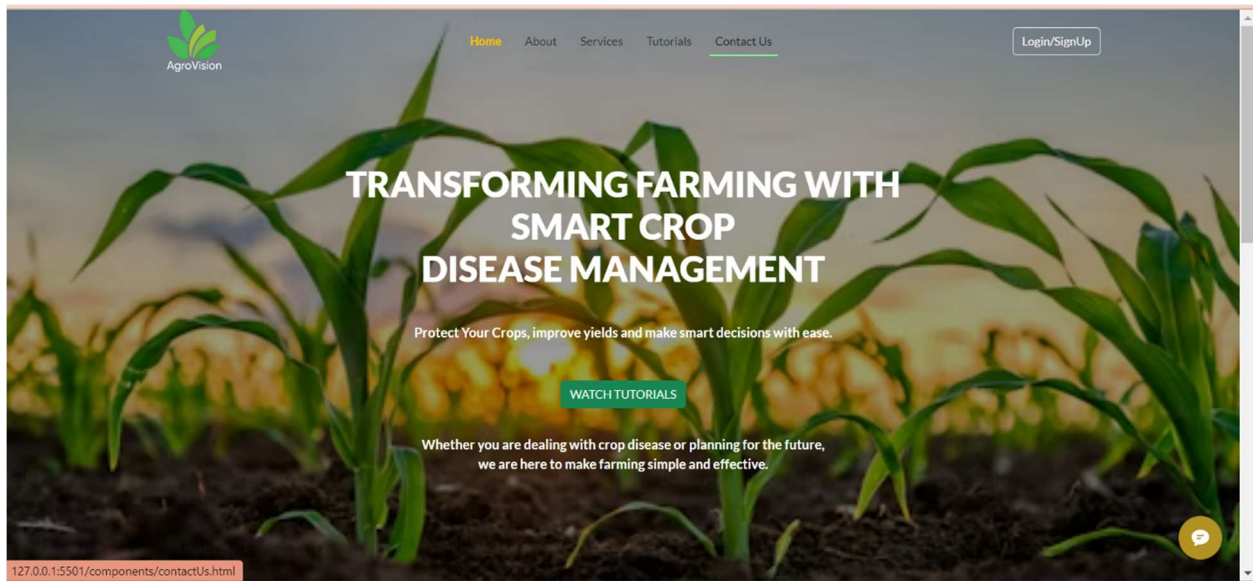 AgroVision
Home About Services Tutorials Contact Us
Login/SignUp
TRANSFORMING FARMING WITH
SMART CROP
DISEASE MANAGEMENT
Protect Your Crops, improve yields and make smart decisions with ease.
WATCH TUTORIALS
Whether you are dealing with crop disease or planning for the future,
we are here to make farming simple and effective.
127.0.0.1:5501/components/contactUs.html